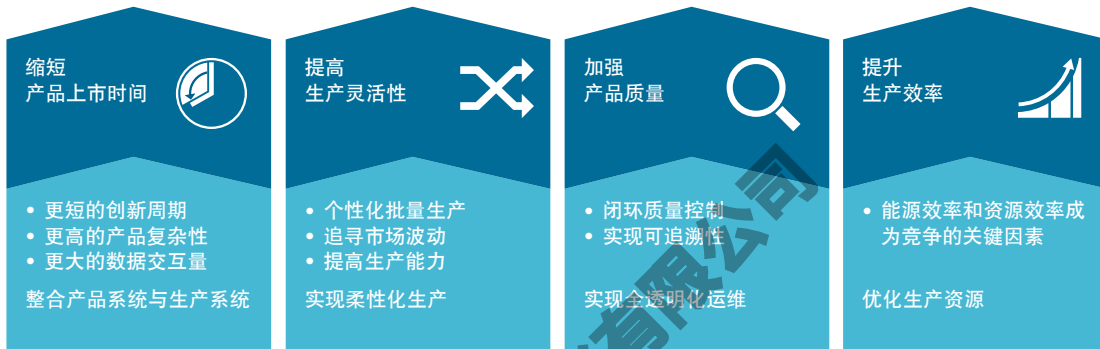 缩短
产品上市时间
• 更短的创新周期
• 更高的产品复杂性
• 更大的数据交互量
整合产品系统与生产系统
提高
生产灵活性
• 个性化批量生产
• 追寻市场波动
• 提高生产能力
实现柔性化生产
加强
产品质量
• 闭环质量控制
• 实现可追溯性
实现全透明化运维
提升
生产效率
• 能源效率和资源效率成
为竞争的关键因素
优化生产资源
有限公司